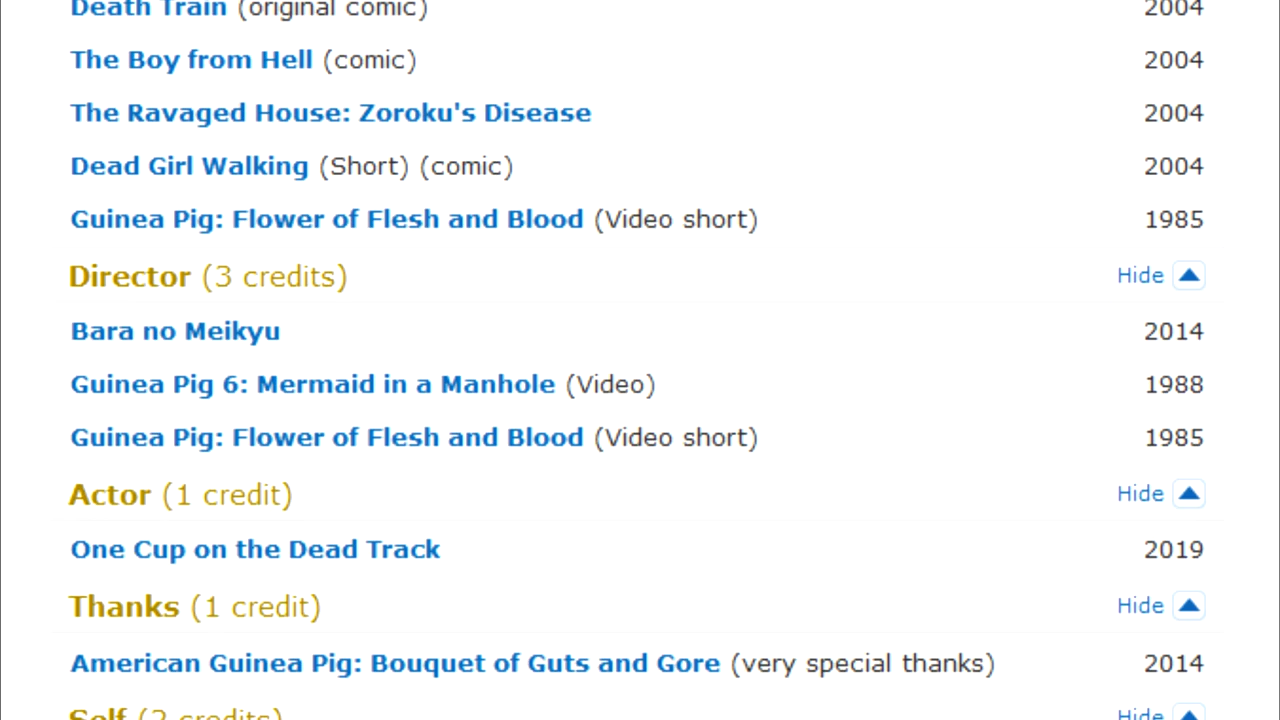 Death Train (original comic) 2004
The Boy from Hell (comic) 2004
The Ravaged House: Zoroku's Disease 2004
Dead Girl Walking (Short) (comic) 2004
Guinea Pig: Flower of Flesh and Blood (Video short) 1985
Director (3 credits) Hide
Bara no Meikyu 2014
Guinea Pig 6: Mermaid in a Manhole (Video) 1988
Guinea Pig: Flower of Flesh and Blood (Video short) 1985
Actor (1 credit) Hide
One Cup on the Dead Track 2019
Thanks (1 credit) Hide
American Guinea Pig: Bouquet of Guts and Gore (very special thanks) 2014
Self (2 credits) Hide